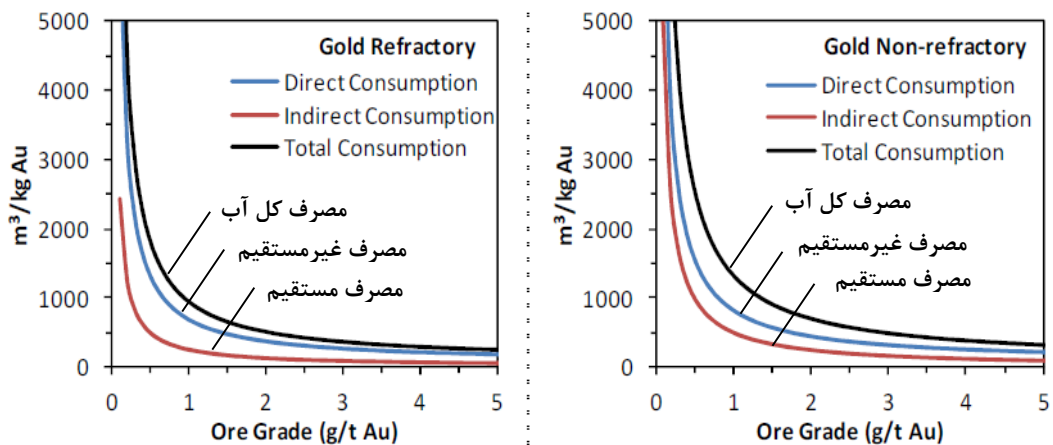 Gold Refractory
Direct Consumption
Indirect Consumption
Total Consumption
5000
4000
3000
2000
1000
0
m³/kg Au
مصرف کل آب
مصرف غیرمستقیم
مصرف مستقیم
0 1 2 3 4 5
Ore Grade (g/t Au)
Gold Non-refractory
Direct Consumption
Indirect Consumption
Total Consumption
5000
4000
3000
2000
1000
0
m³/kg Au
مصرف کل آب
مصرف غیرمستقیم
مصرف مستقیم
0 1 2 3 4 5
Ore Grade (g/t Au)